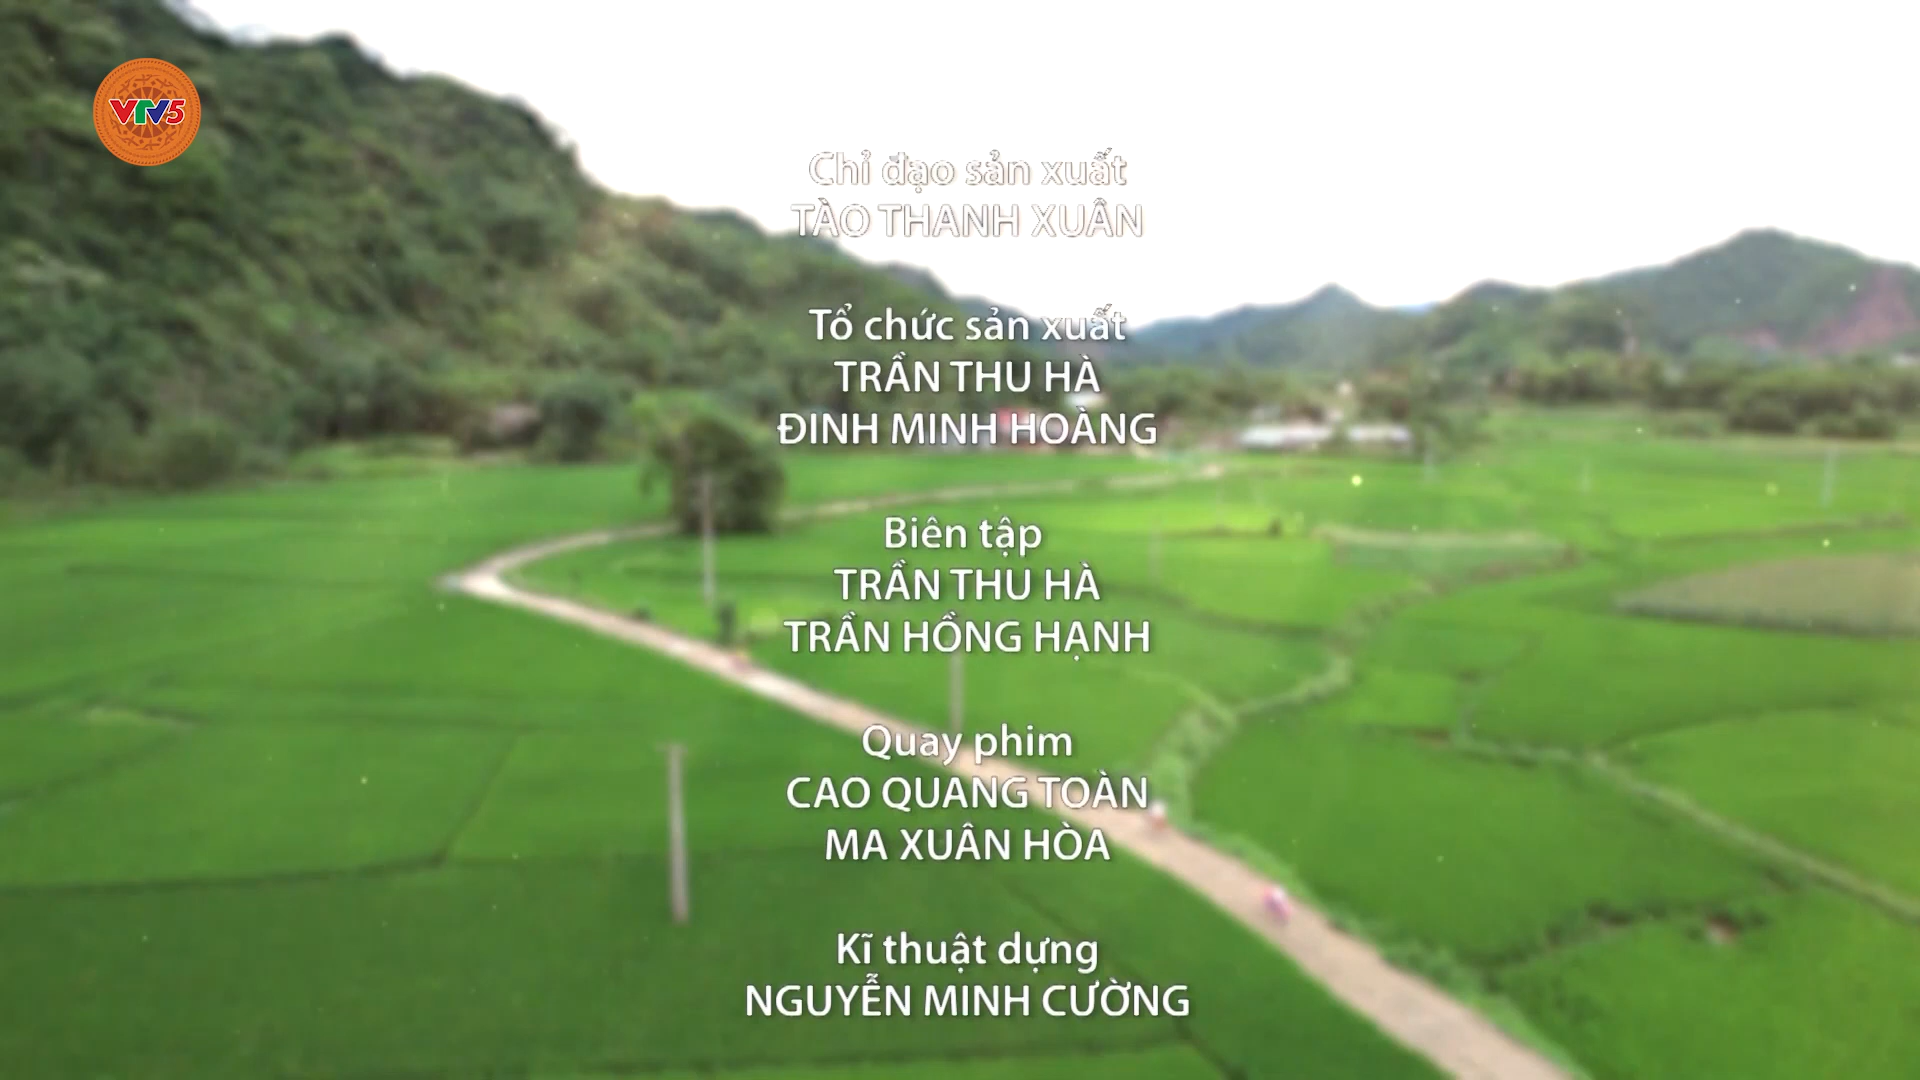 VTV5
Chỉ đạo sản xuất
TÀO THANH XUÂN
Tổ chức sản xuất
TRẦN THU HÀ
ĐINH MINH HOÀNG
Biên tập
TRẦN THU HÀ
TRẦN HỒNG HẠNH
Quay phim
CAO QUANG TOÀN
MA XUÂN HÒA
Kĩ thuật dựng
NGUYỄN MINH CƯỜNG